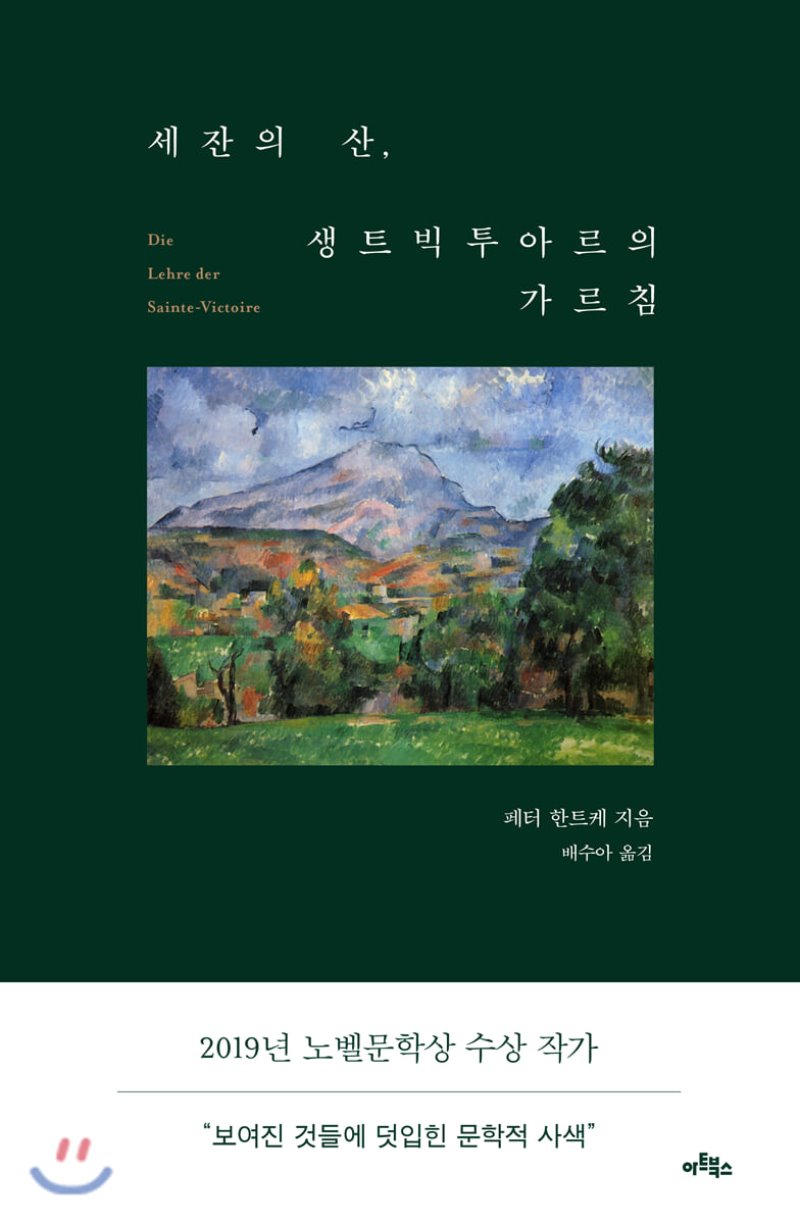 세잔의 산,
생트빅투아르의
가르침
Die
Lehre der
Sainte-Victoire
페터 한트케 지음
배수아 옮김
2019년 노벨문학상 수상 작가
“보여진 것들에 덧입힌 문학적 사색”
아트북스